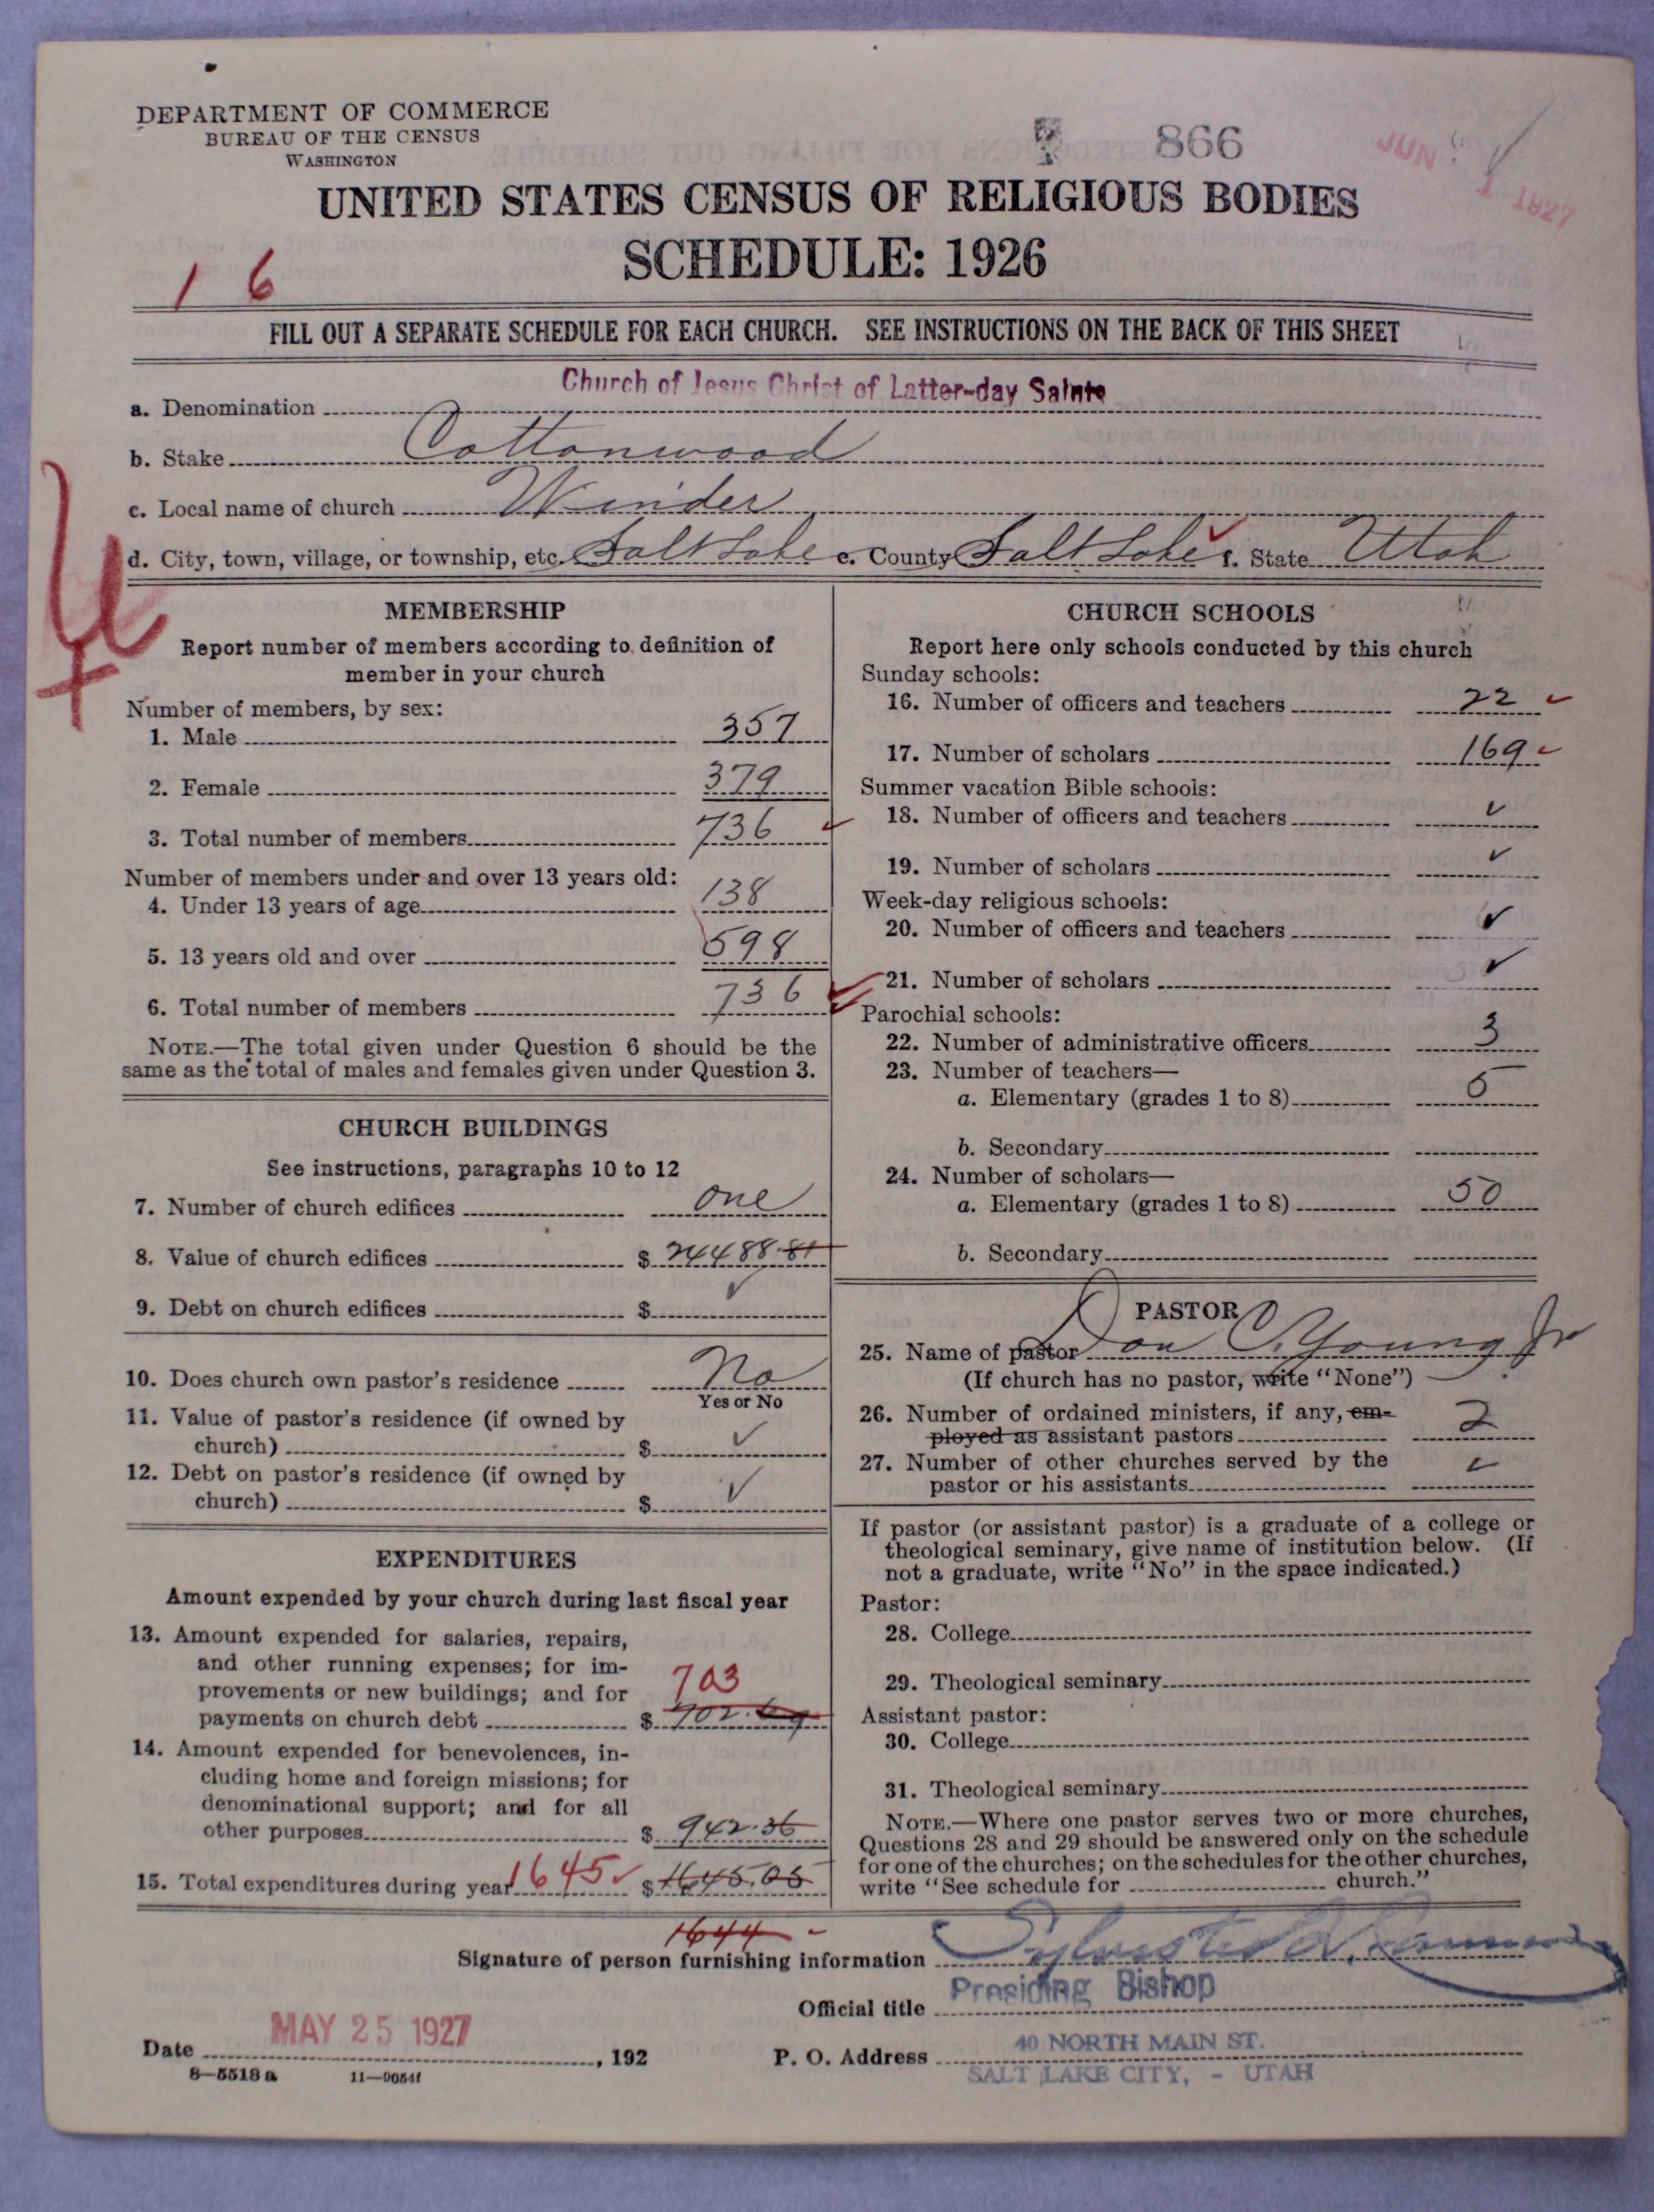 DEPARTMENT OF COMMERCE
BUREAU OF THE CENSUS
WASHINGTON
866
JUN 1 1927
UNITED STATES CENSUS OF RELIGIOUS BODIES
SCHEDULE: 1926
1 6
FILL OUT A SEPARATE SCHEDULE FOR EACH CHURCH. SEE INSTRUCTIONS ON THE BACK OF THIS SHEET
a. Denomination Church of Jesus Christ of Latter-day Saints
b. Stake Cottonwood
c. Local name of church Winder
d. City, town, village, or township, etc. Salt Lake e. County Salt Lake f. State Utah
MEMBERSHIP
Report number of members according to definition of
member in your church
Number of members, by sex:
1. Male 357
2. Female 379
3. Total number of members 736
Number of members under and over 13 years old:
4. Under 13 years of age 138
5. 13 years old and over 598
6. Total number of members 736
NOTE.—The total given under Question 6 should be the
same as the total of males and females given under Question 3.
CHURCH BUILDINGS
See instructions, paragraphs 10 to 12
7. Number of church edifices one
8. Value of church edifices $ 24488.81
9. Debt on church edifices $ ✓
10. Does church own pastor's residence No
Yes or No
11. Value of pastor's residence (if owned by
church) $ ✓
12. Debt on pastor's residence (if owned by
church) $ ✓
EXPENDITURES
Amount expended by your church during last fiscal year
13. Amount expended for salaries, repairs,
and other running expenses; for im-
provements or new buildings; and for 703
payments on church debt $ 702.69
14. Amount expended for benevolences, in-
cluding home and foreign missions; for
denominational support; and for all
other purposes $ 942.36
15. Total expenditures during year 1645 $ 1645.05
1644
CHURCH SCHOOLS
Report here only schools conducted by this church
Sunday schools:
16. Number of officers and teachers 22
17. Number of scholars 169
Summer vacation Bible schools:
18. Number of officers and teachers ✓
19. Number of scholars ✓
Week-day religious schools:
20. Number of officers and teachers ✓
21. Number of scholars ✓
Parochial schools:
22. Number of administrative officers 3
23. Number of teachers—
a. Elementary (grades 1 to 8) 5
b. Secondary
24. Number of scholars—
a. Elementary (grades 1 to 8) 50
b. Secondary
PASTOR
25. Name of pastor Don C. Young Jr
(If church has no pastor, write "None")
26. Number of ordained ministers, if any, em-
ployed as assistant pastors 2
27. Number of other churches served by the
pastor or his assistants ✓
If pastor (or assistant pastor) is a graduate of a college or
theological seminary, give name of institution below. (If
not a graduate, write "No" in the space indicated.)
Pastor:
28. College
29. Theological seminary
Assistant pastor:
30. College
31. Theological seminary
NOTE.—Where one pastor serves two or more churches,
Questions 28 and 29 should be answered only on the schedule
for one of the churches; on the schedules for the other churches,
write "See schedule for church."
Signature of person furnishing information Sylvester Q. Cannon
Official title Presiding Bishop
Date MAY 25 1927, 192
P. O. Address 40 NORTH MAIN ST.
SALT LAKE CITY, - UTAH
8—5518 a 11—9054f